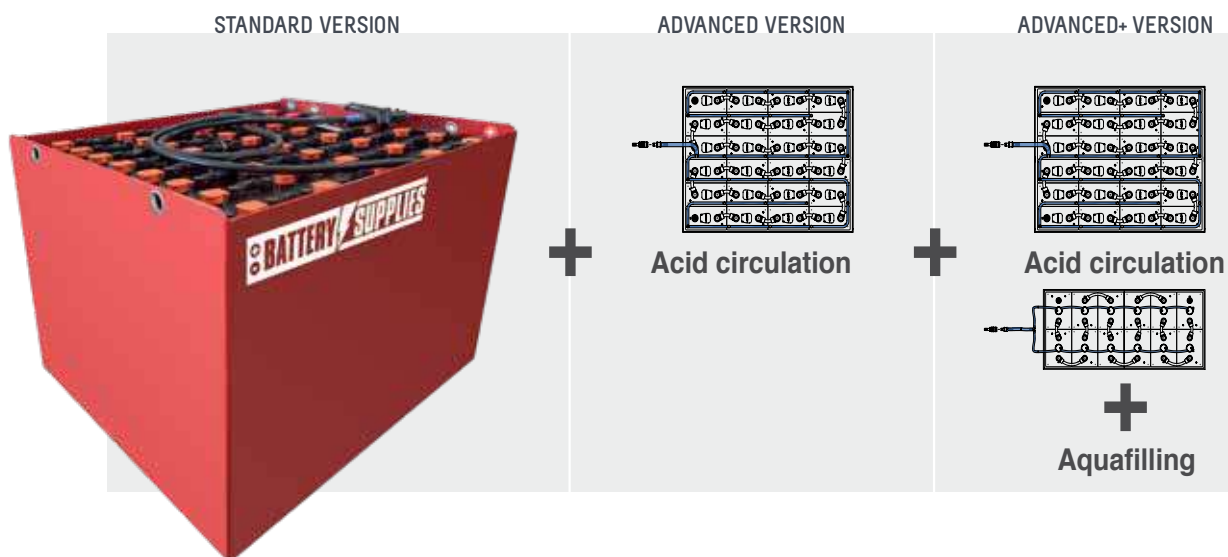 STANDARD VERSION
ADVANCED VERSION
ADVANCED+ VERSION
BATTERY SUPPLIES
+
Acid circulation
+
Acid circulation
+
Aquafilling